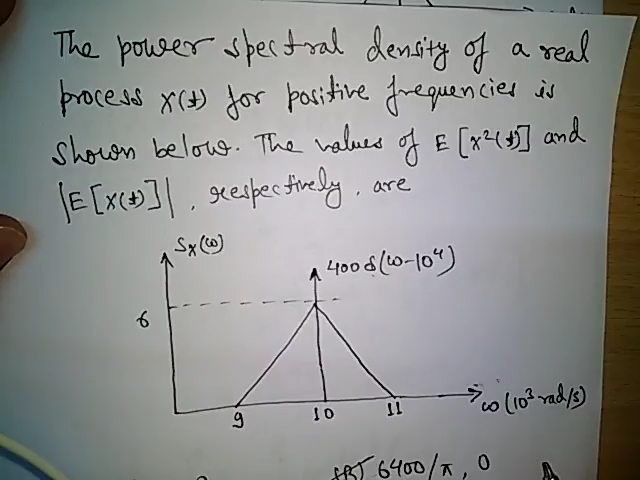 The power spectral density of a real
process X(t) for positive frequencies is
shown below. The values of E[X²(t)] and
|E[X(t)]|, respectively, are
Sx(ω)
400δ(ω-10⁴)
6
9 10 11
ω(10³ rad/s)
6400/π, 0